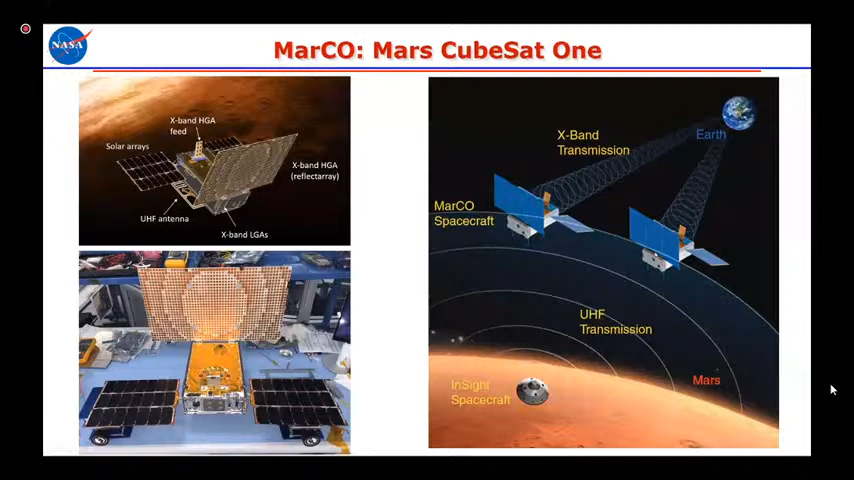 NASA
MarCO: Mars CubeSat One
X-band HGA
feed
Solar arrays
X-band HGA
(reflectarray)
UHF antenna
X-band LGAs
X-Band
Transmission
Earth
MarCO
Spacecraft
UHF
Transmission
InSight
Spacecraft
Mars